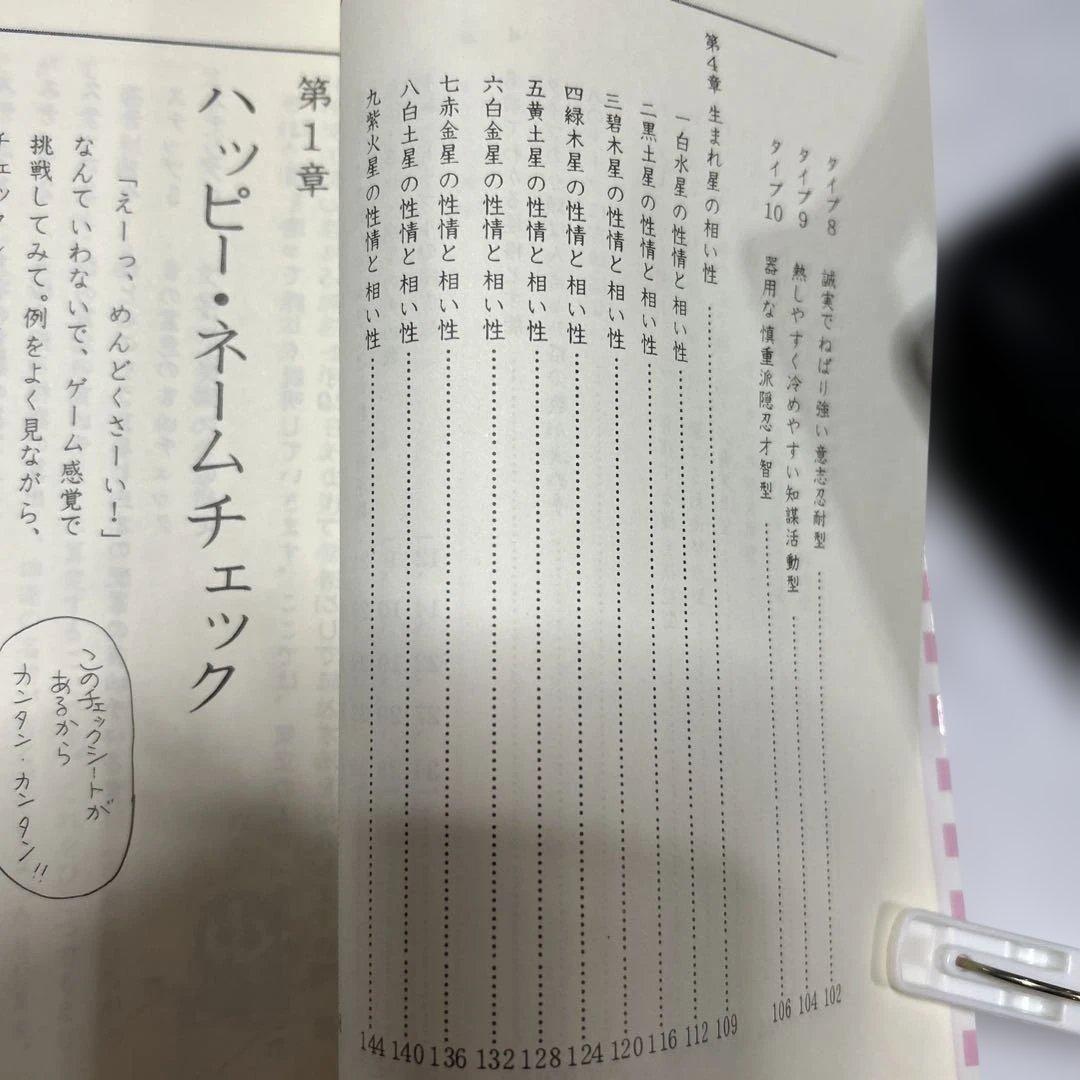 タイプ8 誠実でねばり強い意志忍耐型 102
タイプ9 熱しやすく冷めやすい知謀活動型 104
タイプ10 器用な慎重派隠忍才智型 106
第4章 生まれ星の相い性 109
一白水星の性情と相い性 112
二黒土星の性情と相い性 116
三碧木星の性情と相い性 120
四緑木星の性情と相い性 124
五黄土星の性情と相い性 128
六白金星の性情と相い性 132
七赤金星の性情と相い性 136
八白土星の性情と相い性 140
九紫火星の性情と相い性 144
第1章
ハッピー・ネームチェック
「えーっ、めんどくさーい！」
なんていわないで、ゲーム感覚で
挑戦してみて。例をよく見ながら、
このチェックシートが
あるから
カンタン・カンタン!!